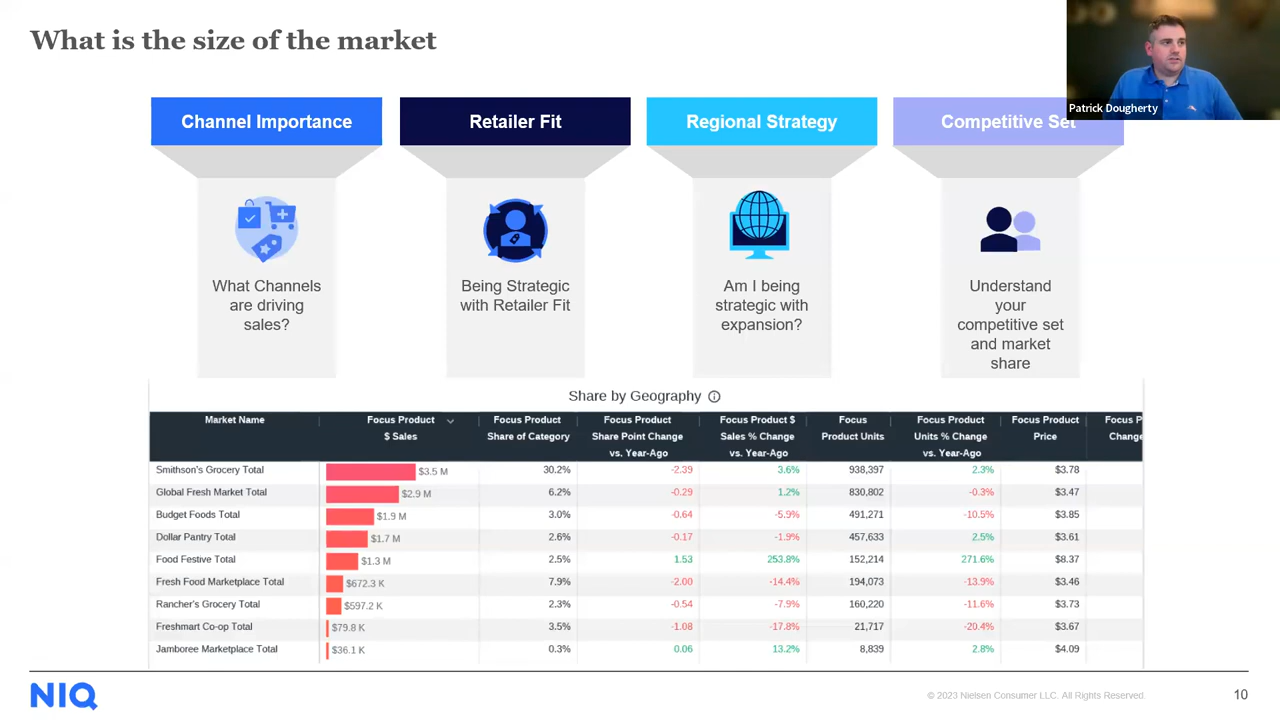 What is the size of the market
Patrick Dougherty
Channel Importance
Retailer Fit
Regional Strategy
Competitive Set
What Channels
are driving
sales?
Being Strategic
with Retailer Fit
Am I being
strategic with
expansion?
Understand
your
competitive set
and market
share
Share by Geography
Market Name Focus Product $ Sales Focus Product Share of Category Focus Product Share Point Change vs. Year-Ago Focus Product $ Sales % Change vs. Year-Ago Focus Product Units Focus Product Units % Change vs. Year-Ago Focus Product Price Focus P Change
Smithson's Grocery Total $3.5 M 30.2% -2.39 3.6% 938,397 2.3% $3.78
Global Fresh Market Total $2.9 M 6.2% -0.29 1.2% 830,802 -0.3% $3.47
Budget Foods Total $1.9 M 3.0% -0.64 -5.9% 491,271 -10.5% $3.85
Dollar Pantry Total $1.7 M 2.6% -0.17 -1.9% 457,633 2.5% $3.61
Food Festive Total $1.3 M 2.5% 1.53 253.8% 152,214 271.6% $8.37
Fresh Food Marketplace Total $672.3 K 7.9% -2.00 -14.4% 194,073 -13.9% $3.46
Rancher's Grocery Total $597.2 K 2.3% -0.54 -7.9% 160,220 -11.6% $3.73
Freshmart Co-op Total $79.8 K 3.5% -1.08 -17.8% 21,717 -20.4% $3.67
Jamboree Marketplace Total $36.1 K 0.3% 0.06 13.2% 8,839 2.8% $4.09
NIQ
© 2023 Nielsen Consumer LLC. All Rights Reserved.
10